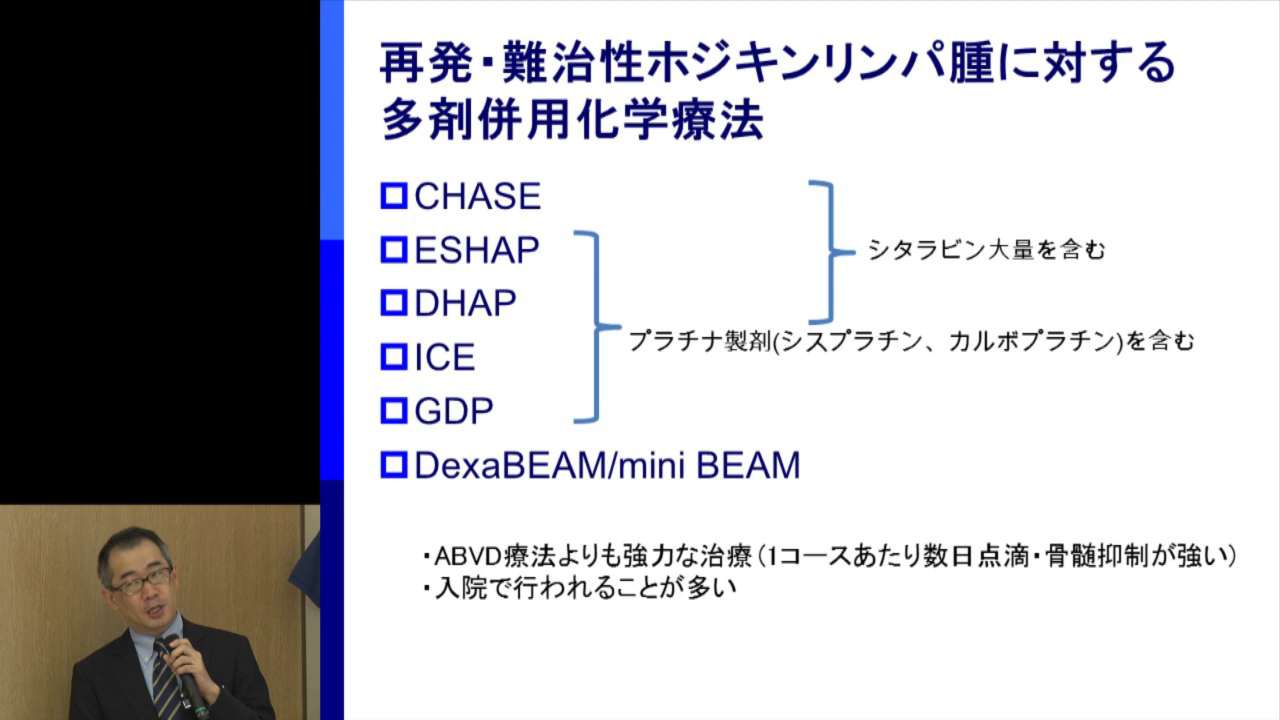 再発・難治性ホジキンリンパ腫に対する
多剤併用化学療法
CHASE
ESHAP
DHAP
ICE
GDP
DexaBEAM/mini BEAM
シタラビン大量を含む
プラチナ製剤(シスプラチン、カルボプラチン)を含む
・ABVD療法よりも強力な治療（1コースあたり数日点滴・骨髄抑制が強い）
・入院で行われることが多い